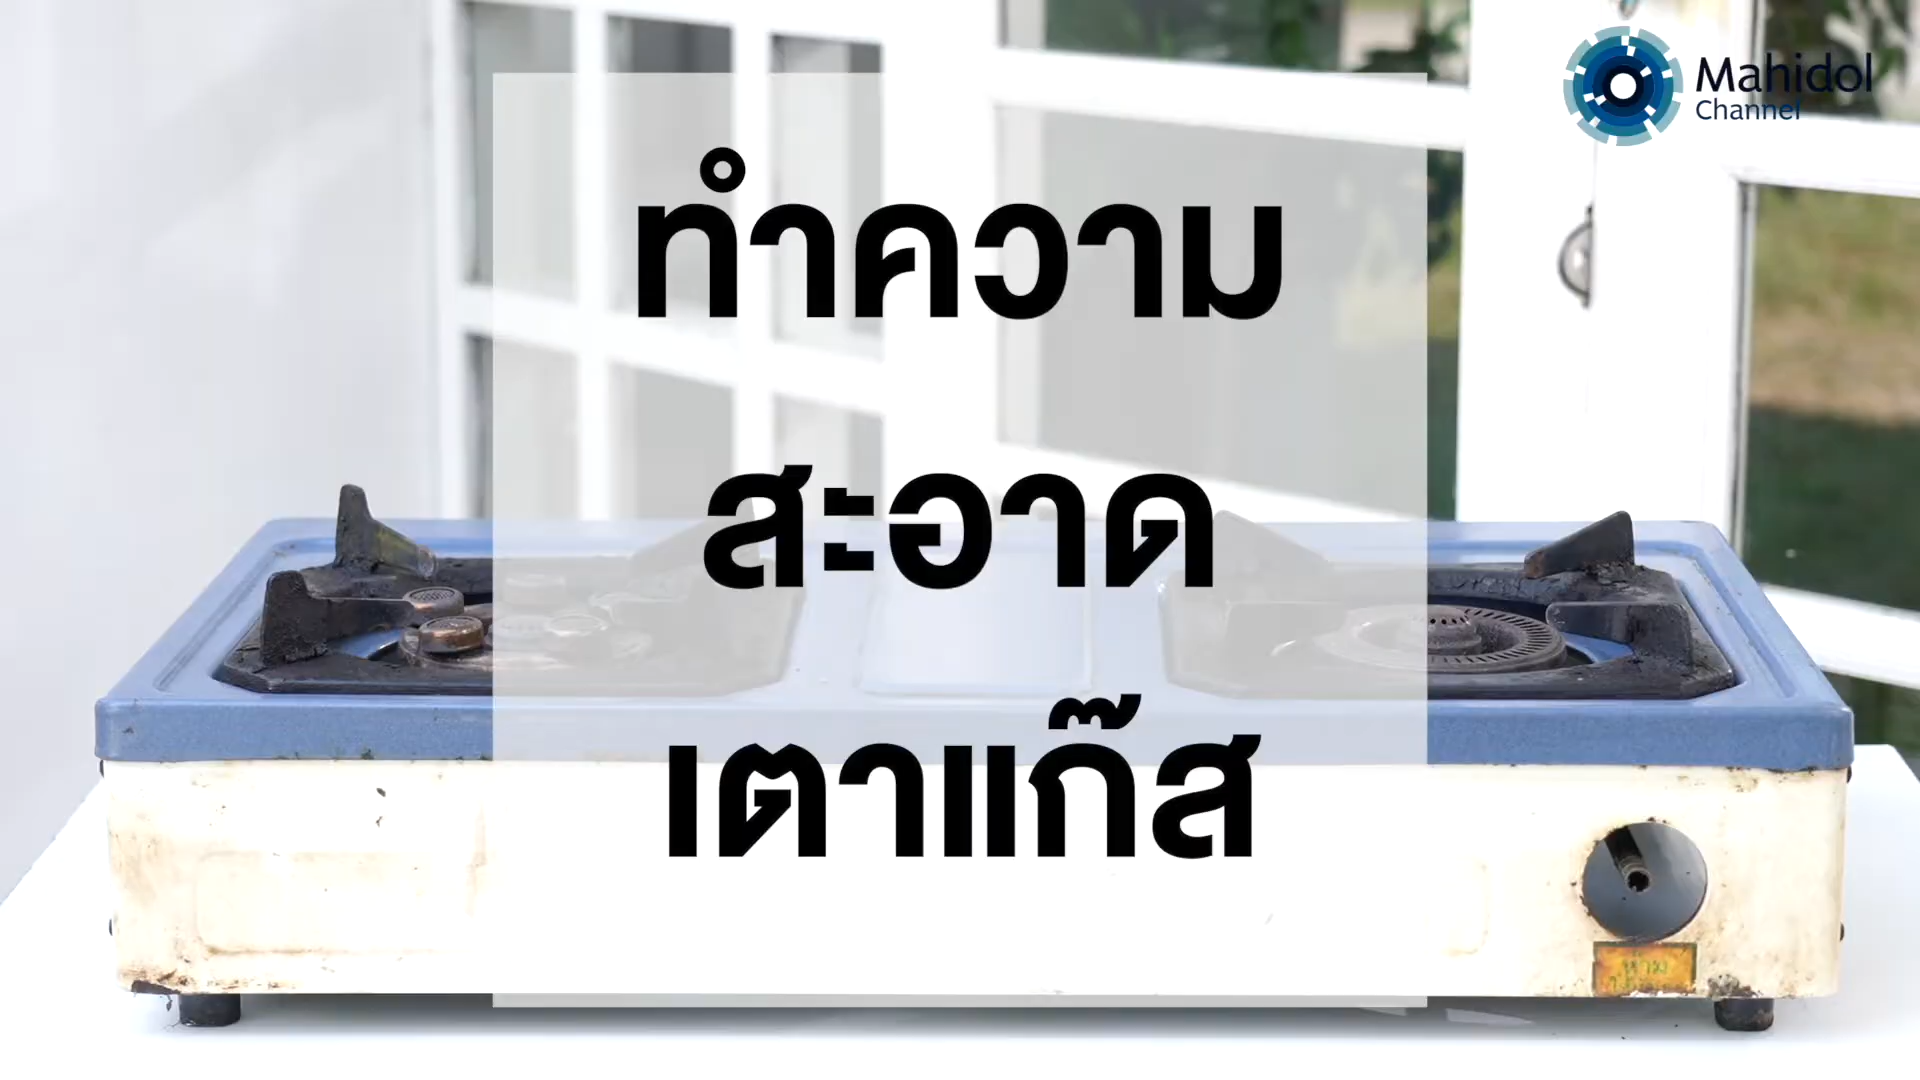 Mahidol
Channel
ทำความ
สะอาด
เตาแก๊ส